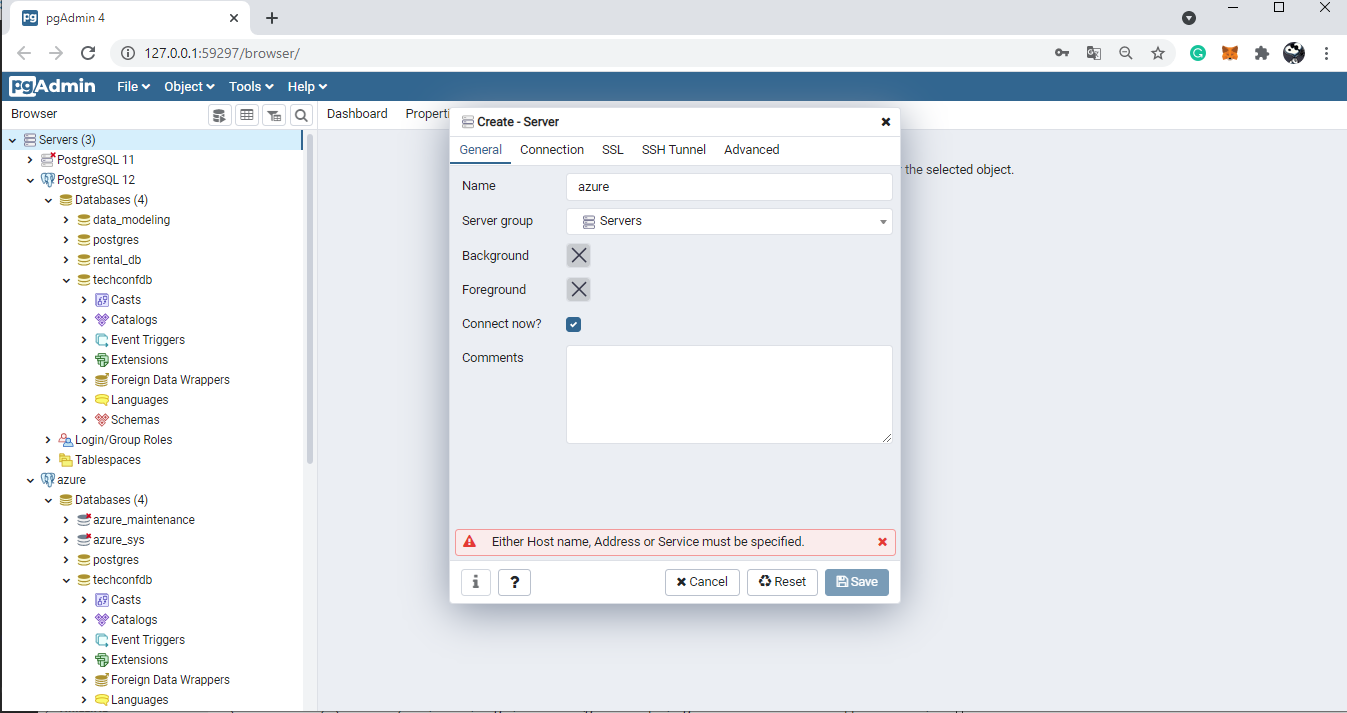 pgAdmin 4
127.0.0.1:59297/browser/
pgAdmin File Object Tools Help
Browser
Dashboard Properti
Servers (3)
PostgreSQL 11
PostgreSQL 12
Databases (4)
data_modeling
postgres
rental_db
techconfdb
Casts
Catalogs
Event Triggers
Extensions
Foreign Data Wrappers
Languages
Schemas
Login/Group Roles
Tablespaces
azure
Databases (4)
azure_maintenance
azure_sys
postgres
techconfdb
Casts
Catalogs
Event Triggers
Extensions
Foreign Data Wrappers
Languages
the selected object.
Create - Server
General Connection SSL SSH Tunnel Advanced
Name azure
Server group Servers
Background
Foreground
Connect now?
Comments
Either Host name, Address or Service must be specified.
i ? Cancel Reset Save